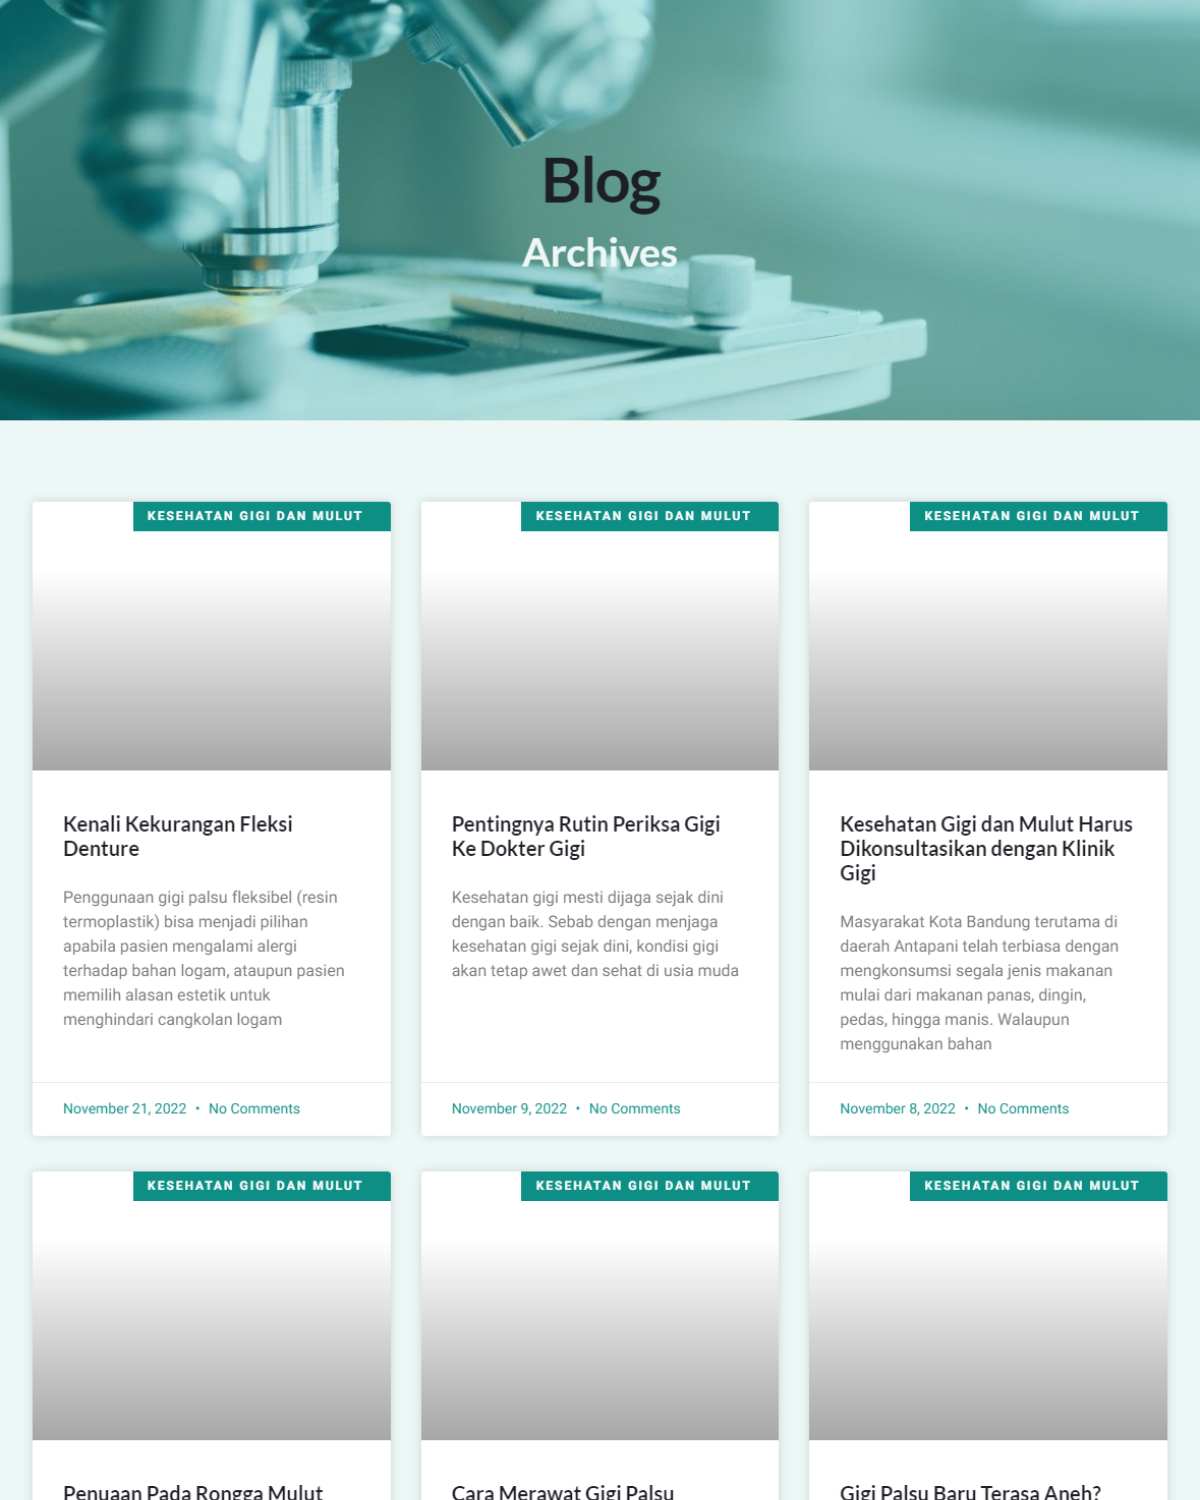 Blog
Archives
KESEHATAN GIGI DAN MULUT
Kenali Kekurangan Fleksi
Denture
Penggunaan gigi palsu fleksibel (resin
termoplastik) bisa menjadi pilihan
apabila pasien mengalami alergi
terhadap bahan logam, ataupun pasien
memilih alasan estetik untuk
menghindari cangkolan logam
November 21, 2022 • No Comments
KESEHATAN GIGI DAN MULUT
Pentingnya Rutin Periksa Gigi
Ke Dokter Gigi
Kesehatan gigi mesti dijaga sejak dini
dengan baik. Sebab dengan menjaga
kesehatan gigi sejak dini, kondisi gigi
akan tetap awet dan sehat di usia muda
November 9, 2022 • No Comments
KESEHATAN GIGI DAN MULUT
Kesehatan Gigi dan Mulut Harus
Dikonsultasikan dengan Klinik
Gigi
Masyarakat Kota Bandung terutama di
daerah Antapani telah terbiasa dengan
mengkonsumsi segala jenis makanan
mulai dari makanan panas, dingin,
pedas, hingga manis. Walaupun
menggunakan bahan
November 8, 2022 • No Comments
KESEHATAN GIGI DAN MULUT
Penuaan Pada Rongga Mulut
KESEHATAN GIGI DAN MULUT
Cara Merawat Gigi Palsu
KESEHATAN GIGI DAN MULUT
Gigi Palsu Baru Terasa Aneh?